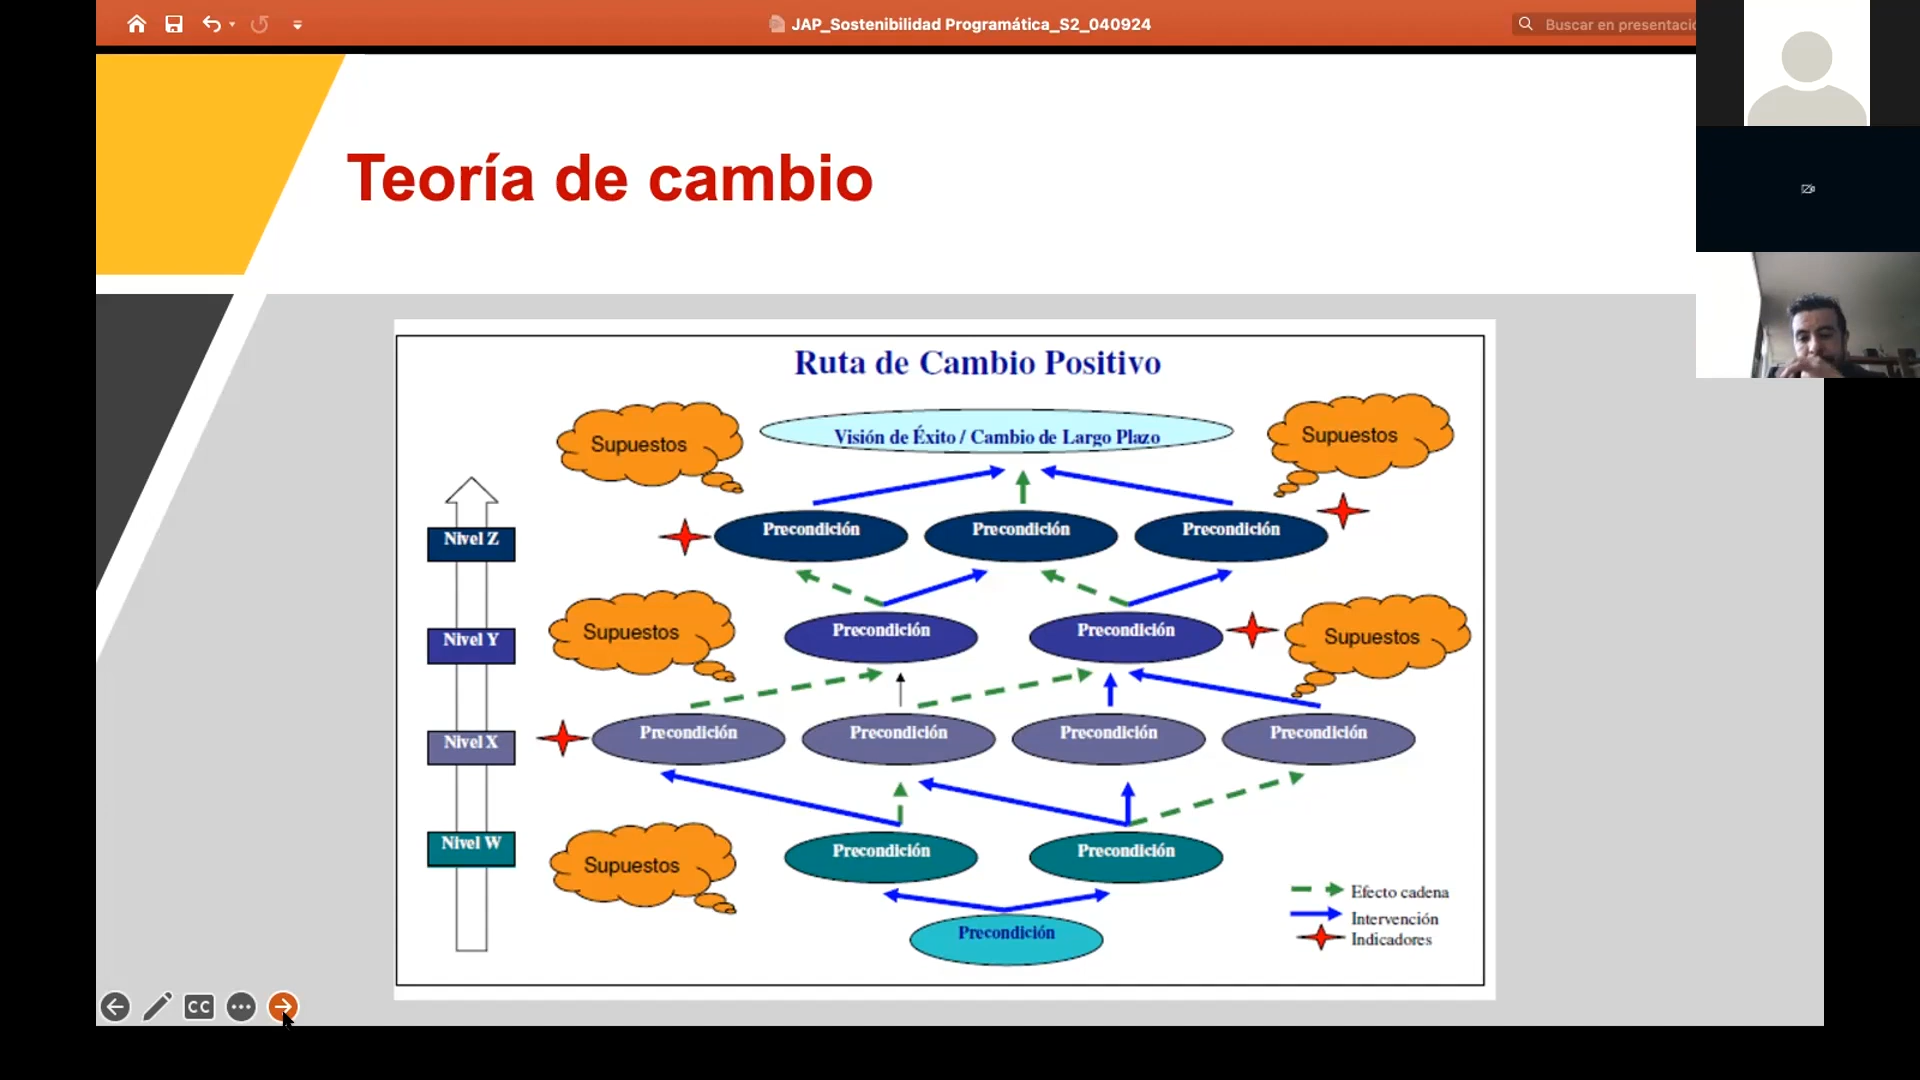 JAP_Sostenibilidad Programática_S2_040924
Buscar en presentació
Teoría de cambio
Ruta de Cambio Positivo
Supuestos
Visión de Éxito / Cambio de Largo Plazo
Supuestos
Nivel Z
Precondición
Precondición
Precondición
Nivel Y
Supuestos
Precondición
Precondición
Supuestos
Nivel X
Precondición
Precondición
Precondición
Precondición
Nivel W
Supuestos
Precondición
Precondición
Precondición
Efecto cadena
Intervención
Indicadores
CC